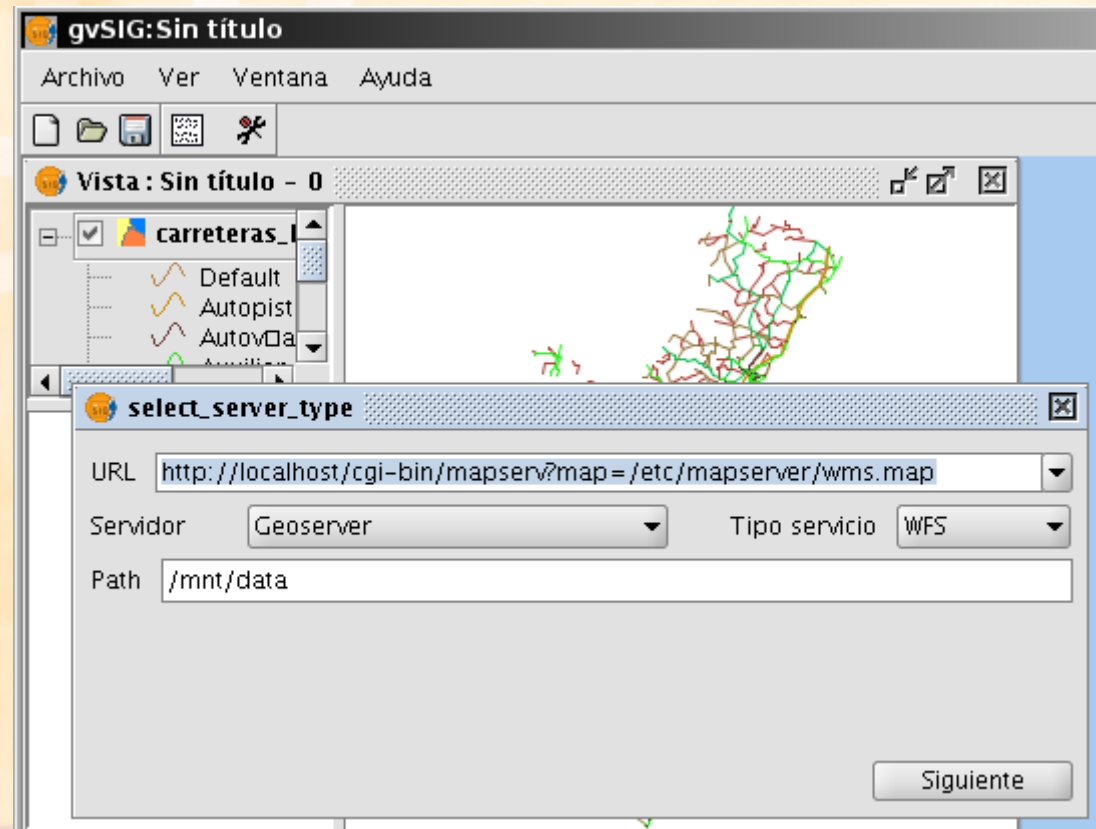 gvSIG:Sin título
Archivo Ver Ventana Ayuda
Vista : Sin título - 0
carreteras_
Default
Autopist
Autov□a
select_server_type
URL http://localhost/cgi-bin/mapserv?map=/etc/mapserver/wms.map
Servidor Geoserver Tipo servicio WFS
Path /mnt/data
Siguiente